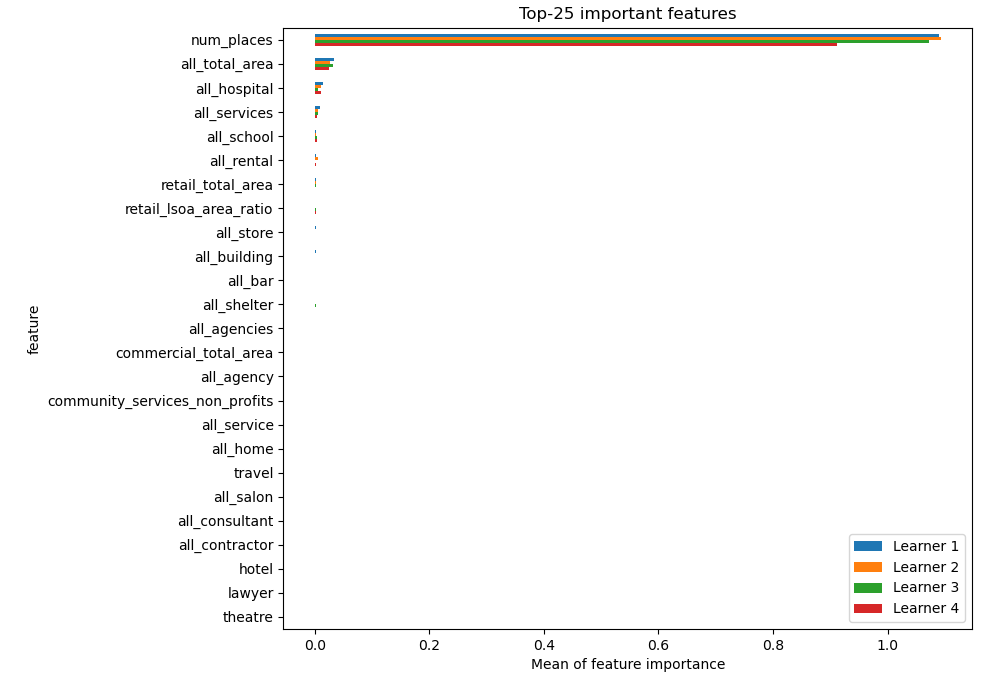 Top-25 important features
num_places
all_total_area
all_hospital
all_services
all_school
all_rental
retail_total_area
retail_lsoa_area_ratio
all_store
all_building
all_bar
all_shelter
all_agencies
commercial_total_area
all_agency
community_services_non_profits
all_service
all_home
travel
all_salon
all_consultant
all_contractor
hotel
lawyer
theatre
feature
Learner 1
Learner 2
Learner 3
Learner 4
0.0 0.2 0.4 0.6 0.8 1.0
Mean of feature importance